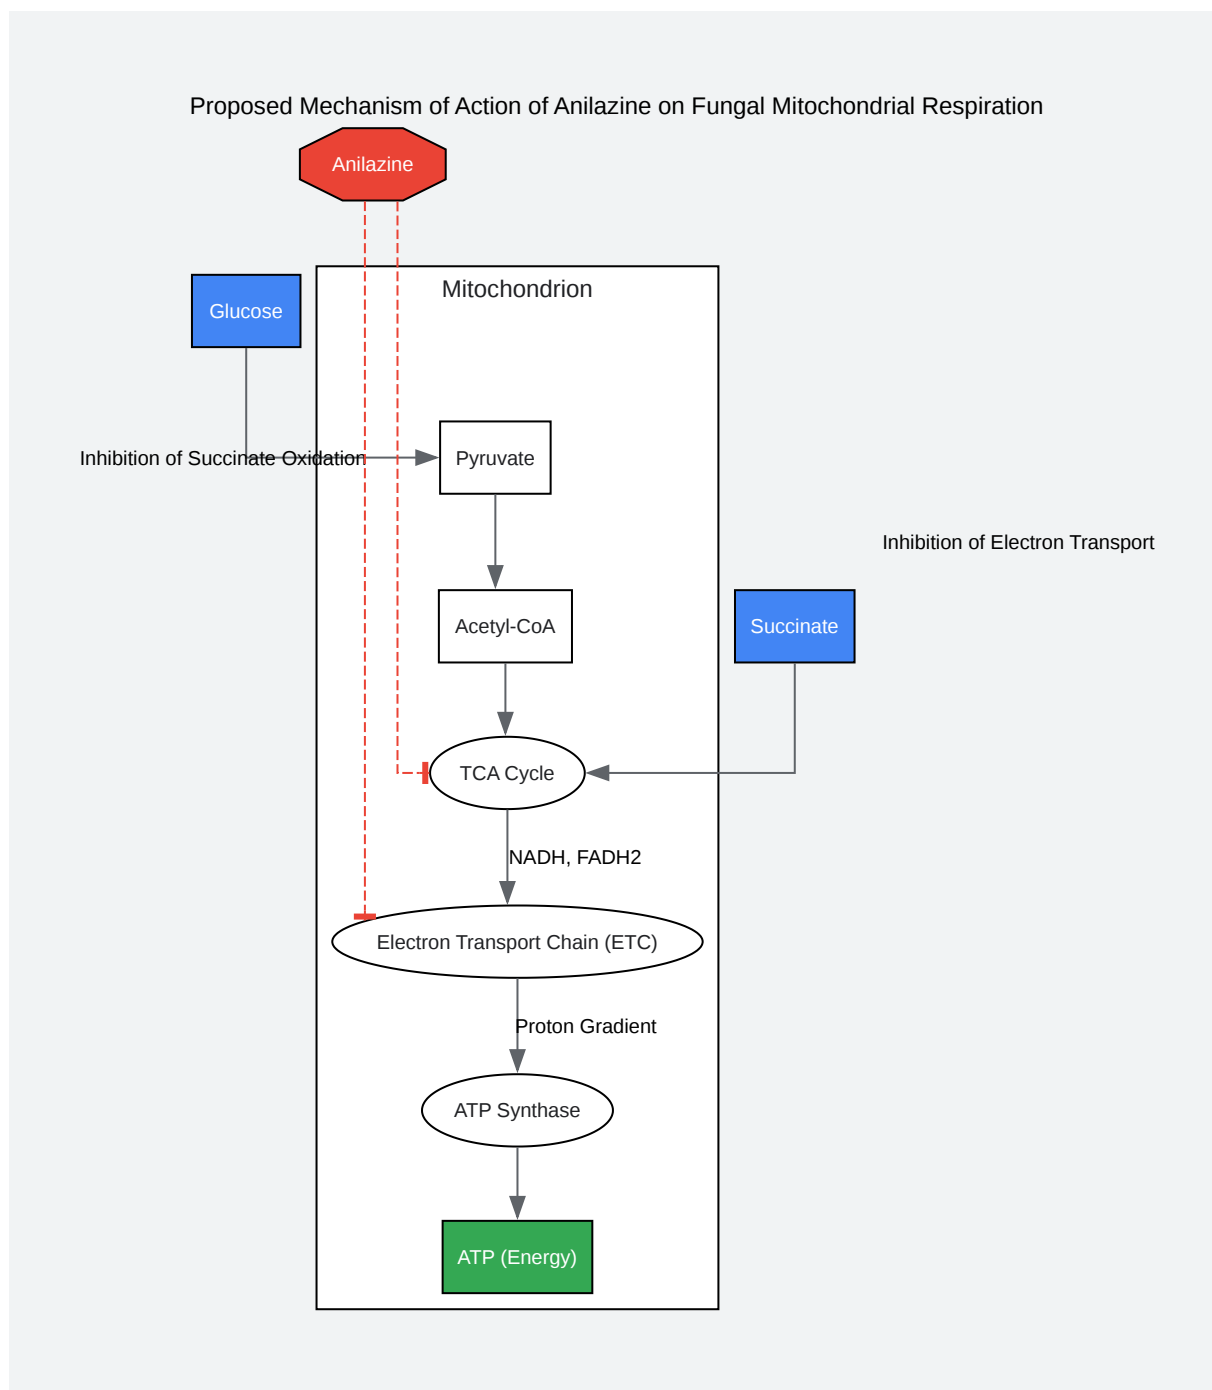 Proposed Mechanism of Action of Anilazine on Fungal Mitochondrial Respiration
Anilazine
Mitochondrion
Glucose
Inhibition of Succinate Oxidation
Pyruvate
Inhibition of Electron Transport
Acetyl-CoA
Succinate
TCA Cycle
NADH, FADH2
Electron Transport Chain (ETC)
Proton Gradient
ATP Synthase
ATP (Energy)